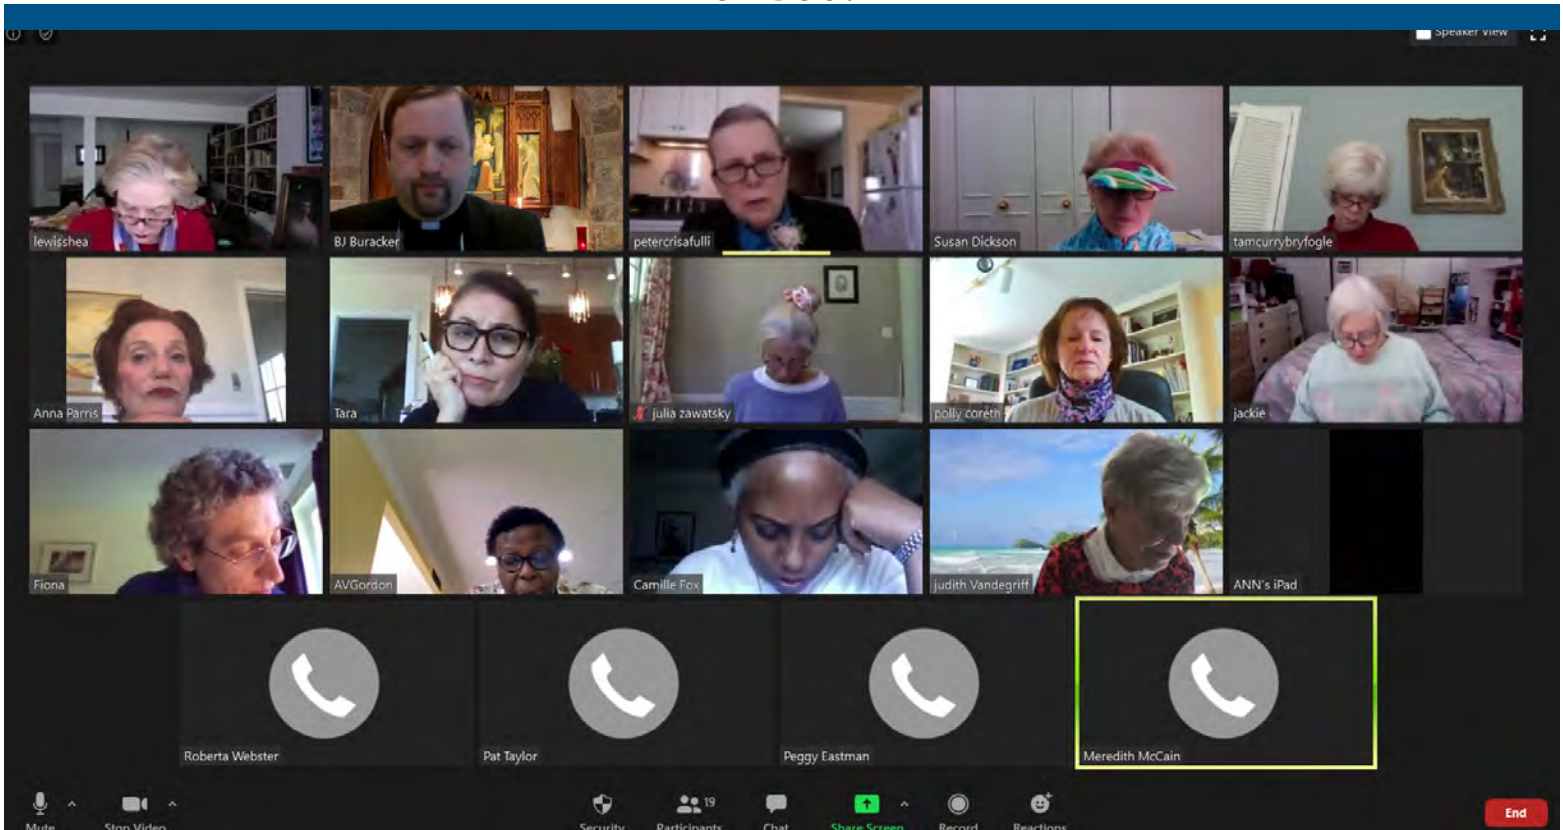 Speaker View
lewisshea
BJ Buracker
petercrisafulli
Susan Dickson
tamcurrybryfogle
Anna Parris
Tara
julia zawatsky
polly coreth
jackie
Fiona
AVGordon
Camille Fox
judith Vandegriff
ANN's iPad
Roberta Webster
Pat Taylor
Peggy Eastman
Meredith McCain
19
End
Mute
Stop Video
Security
Participants
Chat
Share Screen
Record
Reactions